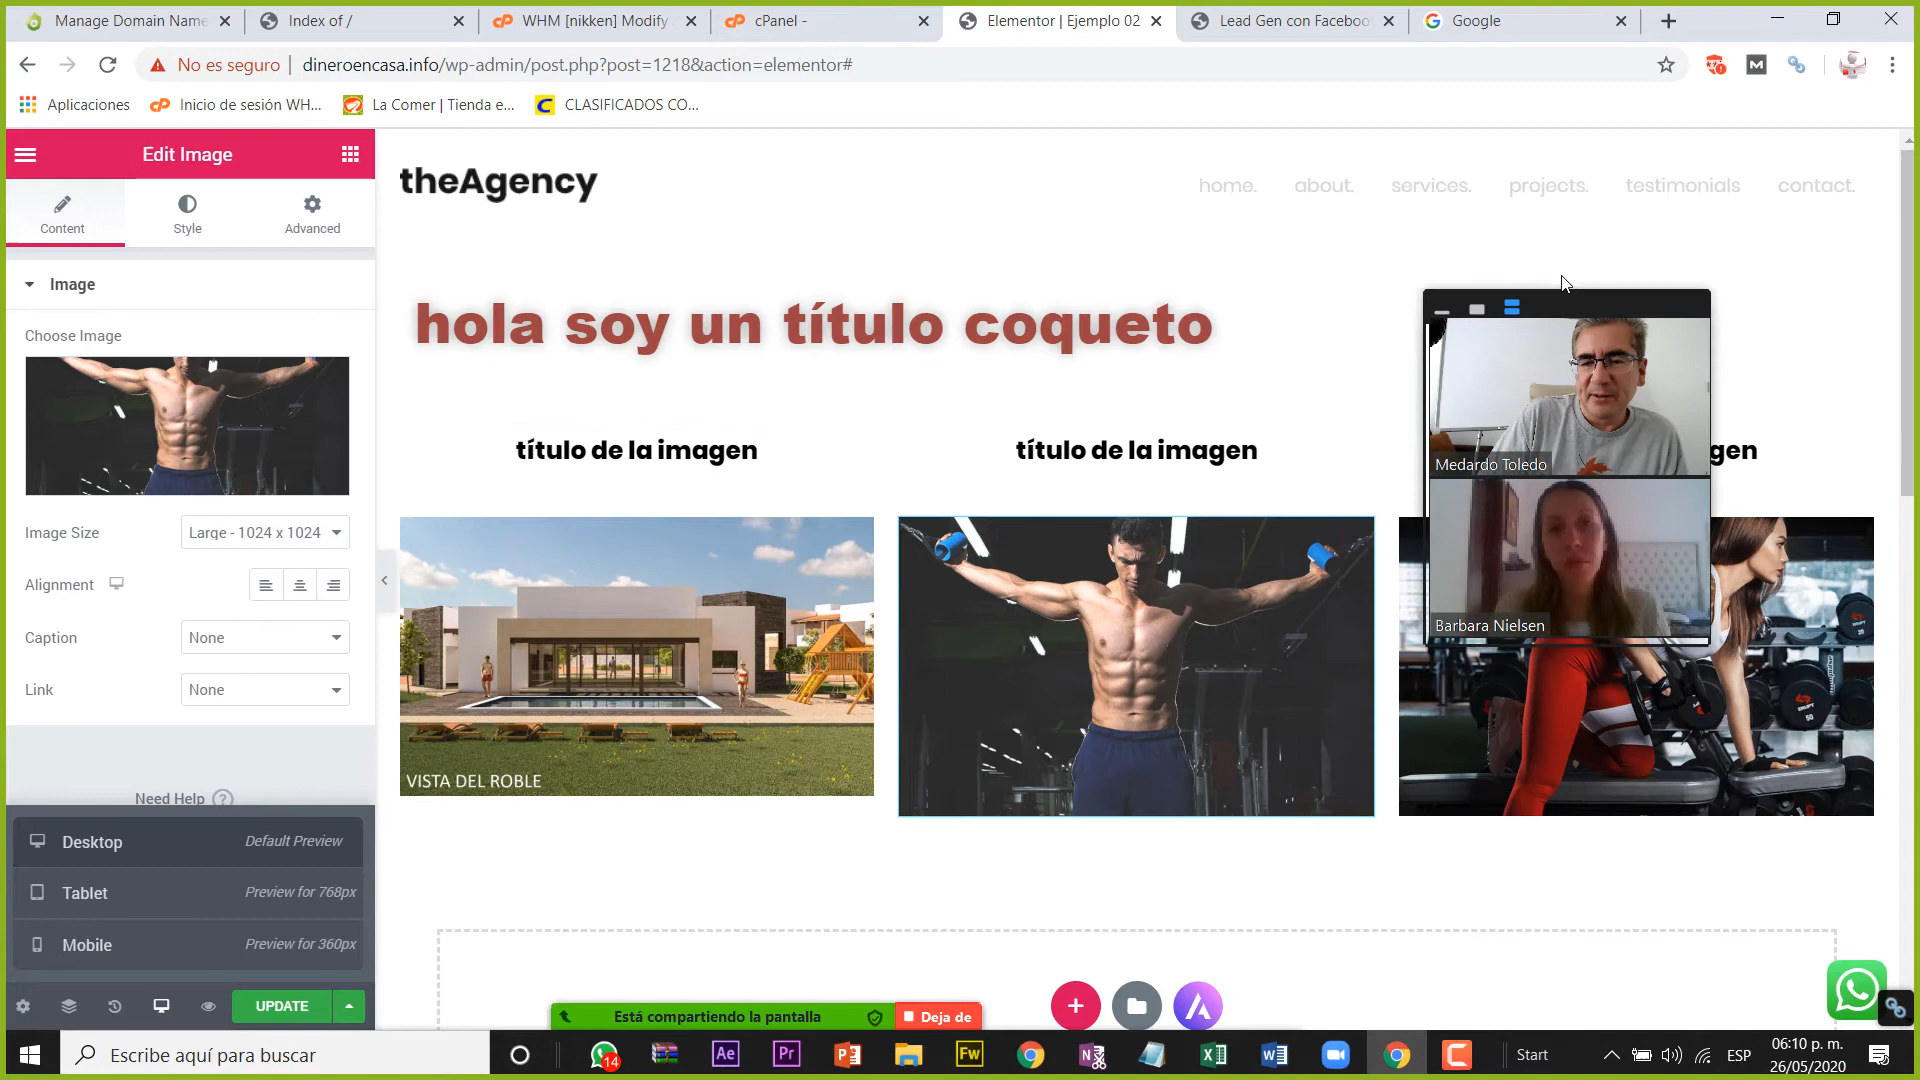 Manage Domain Name
Index of /
WHM [nikken] Modify
cPanel -
Elementor | Ejemplo 02
Lead Gen con Faceboo
Google
No es seguro
dineroencasa.info/wp-admin/post.php?post=1218&action=elementor#
Aplicaciones
Inicio de sesión WH...
La Comer | Tienda e...
CLASIFICADOS CO...
Edit Image
theAgency
home.
about.
services.
projects.
testimonials
contact.
Content
Style
Advanced
Image
hola soy un título coqueto
Choose Image
título de la imagen
título de la imagen
gen
Medardo Toledo
Image Size
Large - 1024 x 1024
Alignment
Barbara Nielsen
Caption
None
Link
None
VISTA DEL ROBLE
Need Help
Desktop
Default Preview
Tablet
Preview for 768px
Mobile
Preview for 360px
UPDATE
Está compartiendo la pantalla
Deja de
Escribe aquí para buscar
14
Ae
Pr
Fw
Start
ESP
06:10 p. m.
26/05/2020